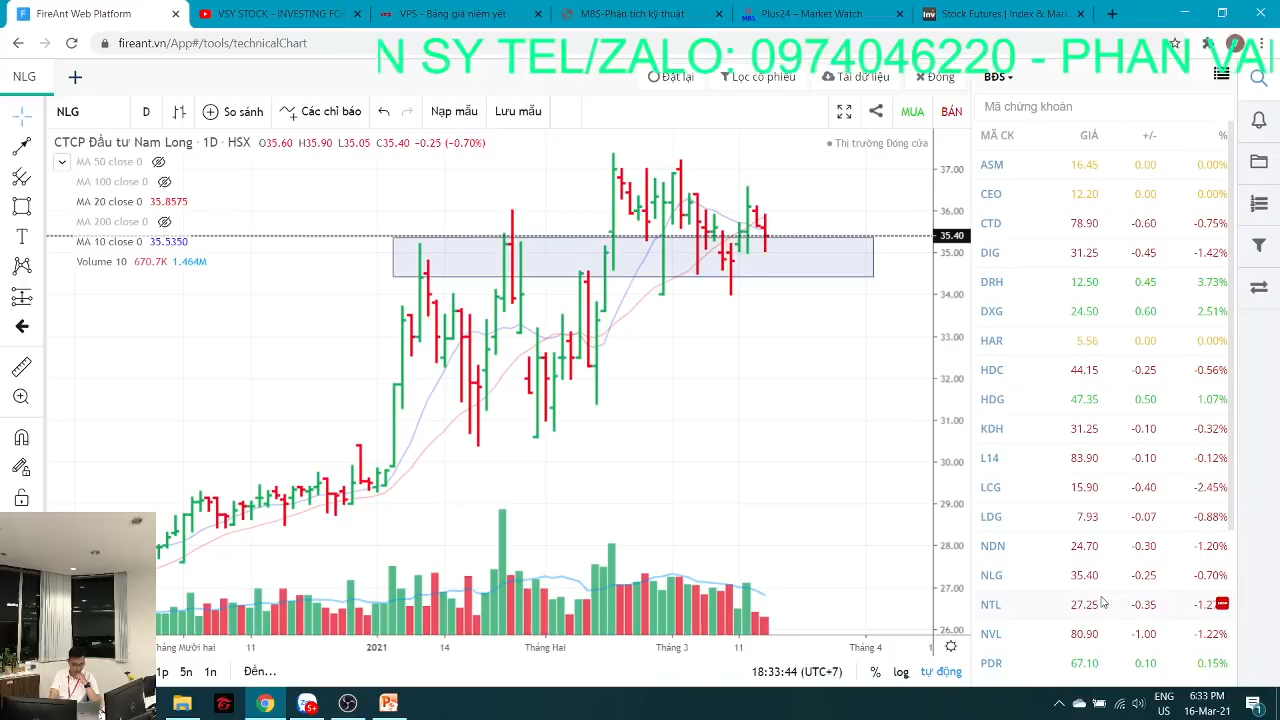 VSY STOCK - INVESTING FOR
VPS - Bảng giá niêm yết
MBS-Phân tích kỹ thuật
Plus24 – Market Watch
Stock Futures | Index & Mark
fireant.vn/App#/tools/technicalChart
N SY TEL/ZALO: 0974046220 - PHAN VA
NLG
Đặt lại
Lọc cổ phiếu
Tải dữ liệu
Đóng
BĐS
NLG
D
So sánh
Các chỉ báo
Nạp mẫu
Lưu mẫu
MUA
BÁN
Mã chứng khoán
CTCP Đầu tư Nam Long · 1D · HSX O35.60 H35.90 L35.05 C35.40 −0.25 (−0.70%)
Thị trường Đóng cửa
MA 50 close 0
MA 100 close 0
MA 20 close 0 35.8575
MA 200 close 0
MA 10 close 0 35.5350
Volume 10 670.7K 1.464M
37.00
36.00
35.40
35.00
34.00
33.00
32.00
31.00
30.00
29.00
28.00
27.00
26.00
MÃ CK GIÁ +/- %
ASM 16.45 0.00 0.00%
CEO 12.20 0.00 0.00%
CTD 78.90 -0.60 -0.75%
DIG 31.25 -0.45 -1.42%
DRH 12.50 0.45 3.73%
DXG 24.50 0.60 2.51%
HAR 5.56 0.00 0.00%
HDC 44.15 -0.25 -0.56%
HDG 47.35 0.50 1.07%
KDH 31.25 -0.10 -0.32%
L14 83.90 -0.10 -0.12%
LCG 15.90 -0.40 -2.45%
LDG 7.93 -0.07 -0.88%
NDN 24.70 -0.30 -1.20%
NLG 35.40 -0.25 -0.70%
NTL 27.25 -0.35
NVL 80.90 -1.00 -1.22%
PDR 67.10 0.10 0.15%
Mười hai
2021
14
Tháng Hai
Tháng 3
11
Tháng 4
1
5n
1n
Đến...
18:33:44 (UTC+7)
%
log
tự động
5+
ENG
US
6:33 PM
16-Mar-21